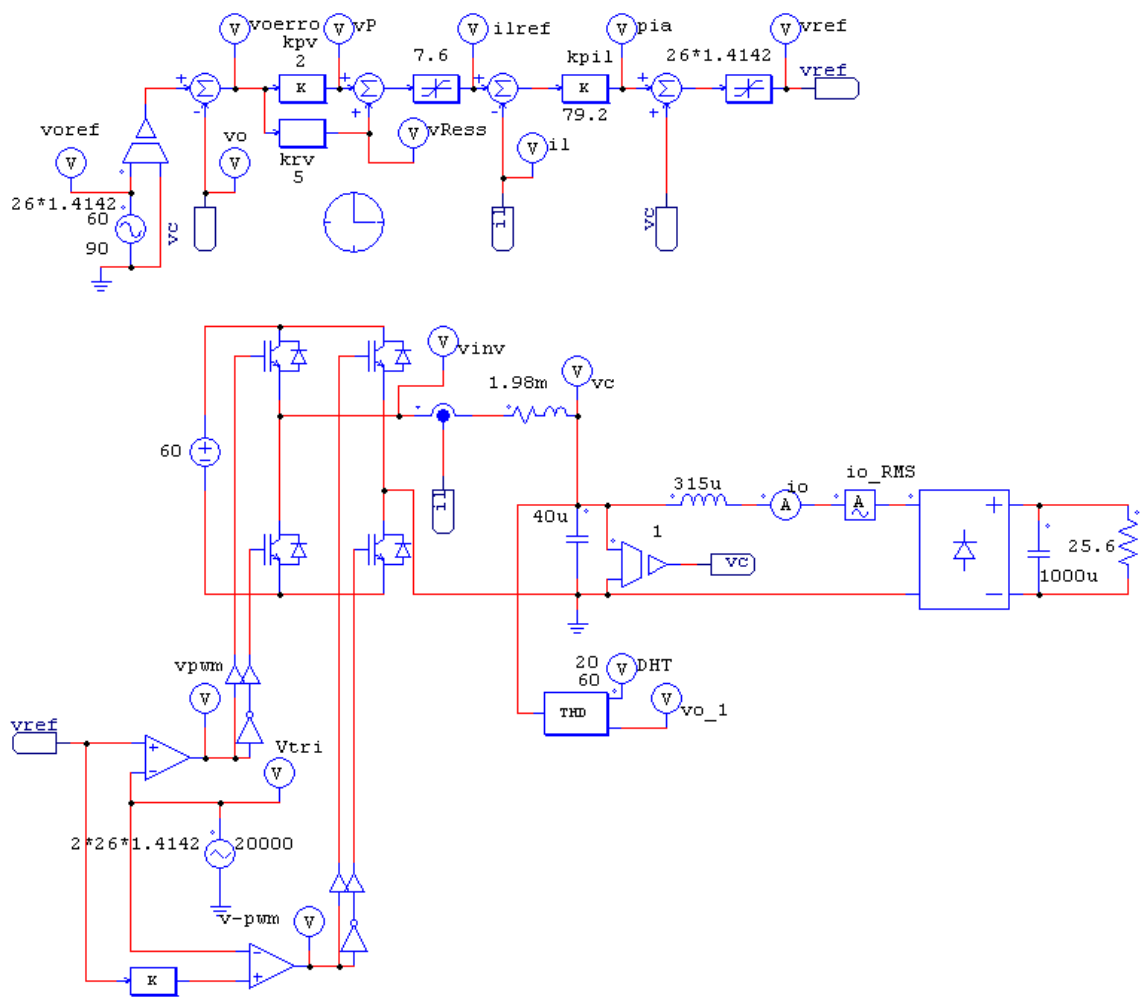 voerro
vP
ilref
pia
vref
kpv
2
7.6
kpil
26*1.4142
vref
K
K
79.2
voref
vo
vRess
il
krv
5
26*1.4142
60
90
vc
il
vc
vinv
1.98m
vc
60
il
315u
io
io_RMS
40u
1
vc
25.6
1000u
20
60
DHT
THD
vo_1
vpwm
vref
Vtri
2*26*1.4142
20000
v-pwm
K
V
V
V
V
V
V
V
V
V
V
V
A
A
V
V
V
V
V